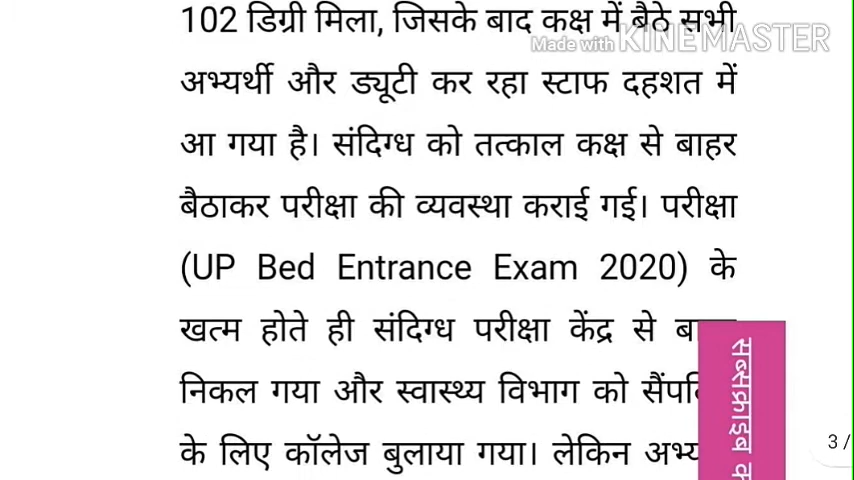 102 डिग्री मिला, जिसके बाद कक्ष में बैठे सभी
Made with KINEMASTER
अभ्यर्थी और ड्यूटी कर रहा स्टाफ दहशत में
आ गया है। संदिग्ध को तत्काल कक्ष से बाहर
बैठाकर परीक्षा की व्यवस्था कराई गई। परीक्षा
(UP Bed Entrance Exam 2020) के
खत्म होते ही संदिग्ध परीक्षा केंद्र से
निकल गया और स्वास्थ्य विभाग को
के लिए कॉलेज बुलाया गया। लेकिन
सब्सक्राइब
3/